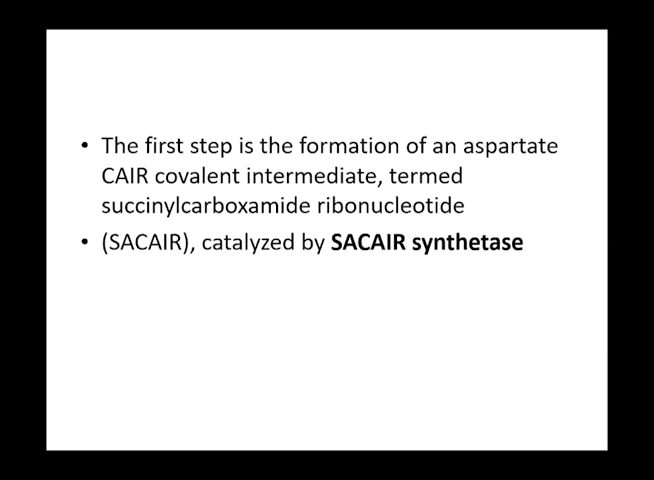 • The first step is the formation of an aspartate
CAIR covalent intermediate, termed
succinylcarboxamide ribonucleotide
• (SACAIR), catalyzed by SACAIR synthetase